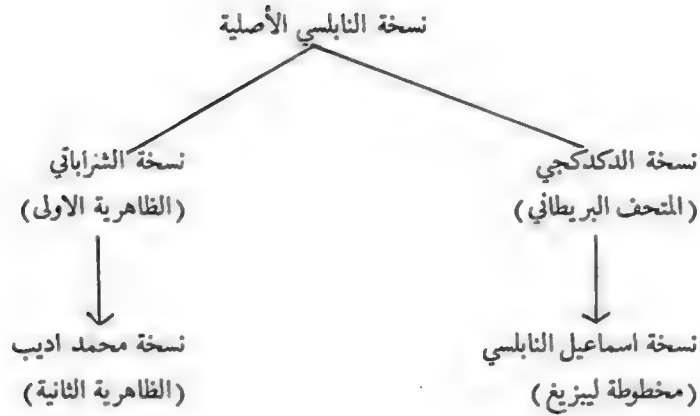 نسخة النابلسي الأصلية
نسخة الدكدكجي
(المتحف البريطاني)
نسخة الشراباتي
(الظاهرية الاولى)
نسخة اسماعيل النابلسي
(مخطوطة ليبزيغ)
نسخة محمد اديب
(الظاهرية الثانية)